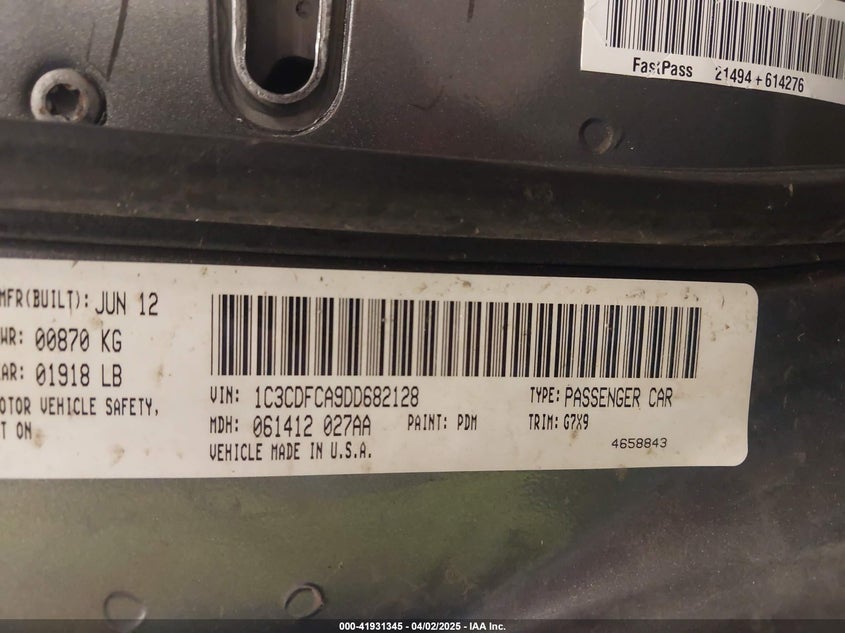 FastPass 21494+614276
MFR(BUILT): JUN 12
WR: 00870 KG
AR: 01918 LB
OTOR VEHICLE SAFETY,
T ON
VIN: 1C3CDFCA9DD682128
TYPE: PASSENGER CAR
MDH: 061412 027AA
PAINT: PDM
TRIM: G7X9
VEHICLE MADE IN U.S.A.
4658843
000-41931345 / 04/02/2025 - IAA Inc.